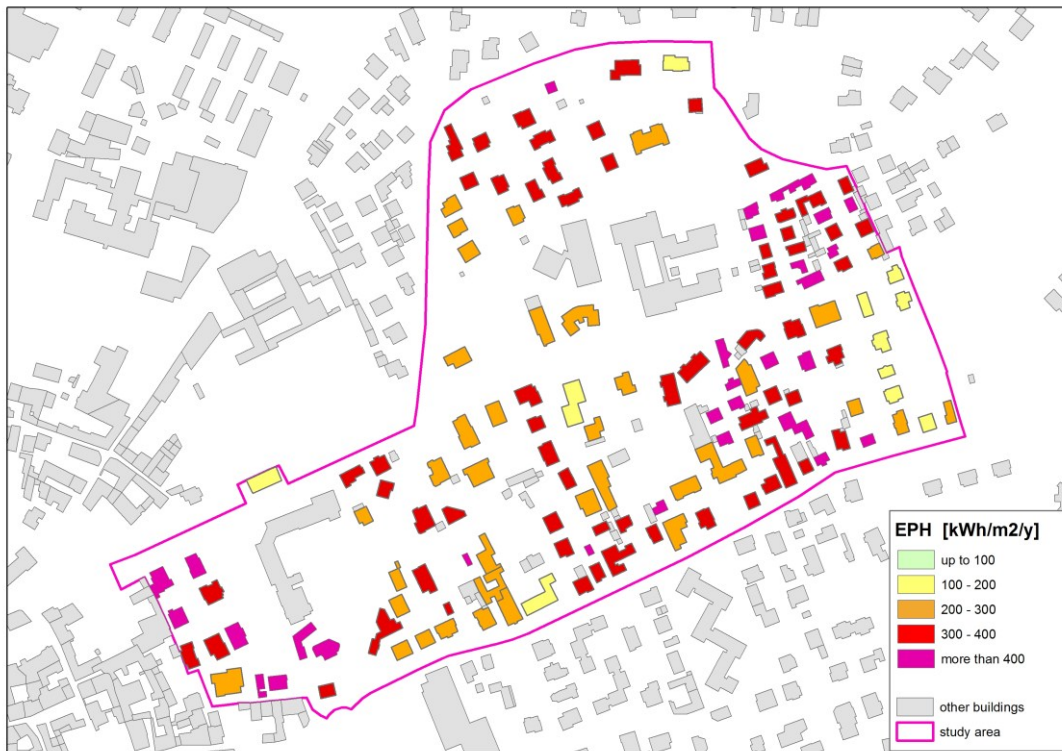 EPH [kWh/m2/y]
up to 100
100 - 200
200 - 300
300 - 400
more than 400
other buildings
study area